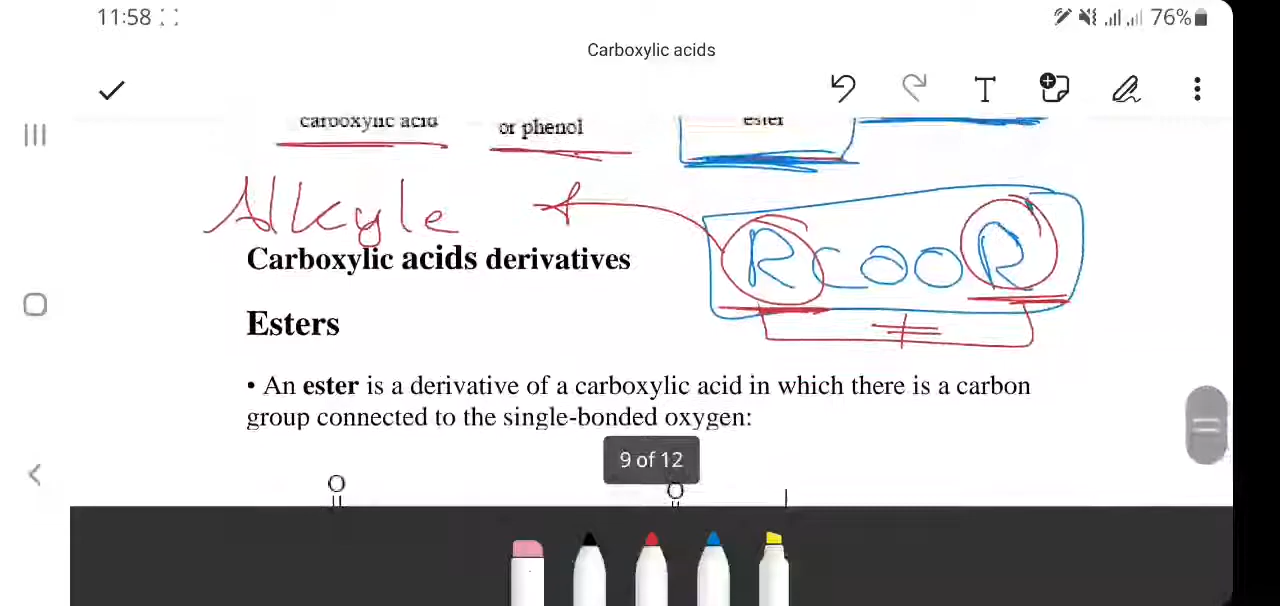 11:58
76%
Carboxylic acids
T
carboxylic acid
or phenol
ester
Alkyle
RCOOR
Carboxylic acids derivatives
Esters
• An ester is a derivative of a carboxylic acid in which there is a carbon
group connected to the single-bonded oxygen:
9 of 12
O
O